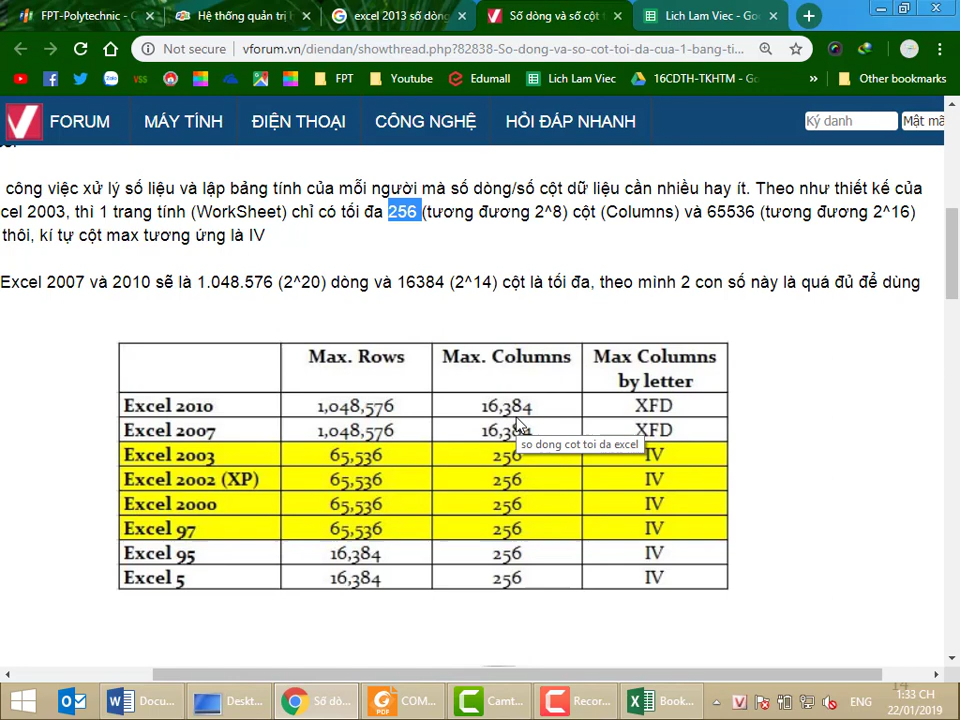 FPT-Polytechnic - C
Hệ thống quản trị
excel 2013 số dòng
Số dòng và số cột t
Lich Lam Viec - Goo
Not secure | vforum.vn/diendan/showthread.php?82838-So-dong-va-so-cot-toi-da-cua-1-bang-ti...
FPT
Youtube
Edumall
Lich Lam Viec
16CDTH-TKHTM - Go
»
Other bookmarks
FORUM
MÁY TÍNH
ĐIỆN THOẠI
CÔNG NGHỆ
HỎI ĐÁP NHANH
Ký danh
Mật mã
công việc xử lý số liệu và lập bảng tính của mỗi người mà số dòng/số cột dữ liệu cần nhiều hay ít. Theo như thiết kế của
cel 2003, thì 1 trang tính (WorkSheet) chỉ có tối đa 256 (tương đương 2^8) cột (Columns) và 65536 (tương đương 2^16)
thôi, kí tự cột max tương ứng là IV
Excel 2007 và 2010 sẽ là 1.048.576 (2^20) dòng và 16384 (2^14) cột là tối đa, theo mình 2 con số này là quá đủ để dùng
Max. Rows Max. Columns Max Columns
by letter
Excel 2010 1,048,576 16,384 XFD
Excel 2007 1,048,576 16,384 XFD
so dong cot toi da excel
Excel 2003 65,536 256 IV
Excel 2002 (XP) 65,536 256 IV
Excel 2000 65,536 256 IV
Excel 97 65,536 256 IV
Excel 95 16,384 256 IV
Excel 5 16,384 256 IV
14
Docu...
Deskt...
Số dò...
COM...
Camt...
Recor...
Book...
ENG
1:33 CH
22/01/2019